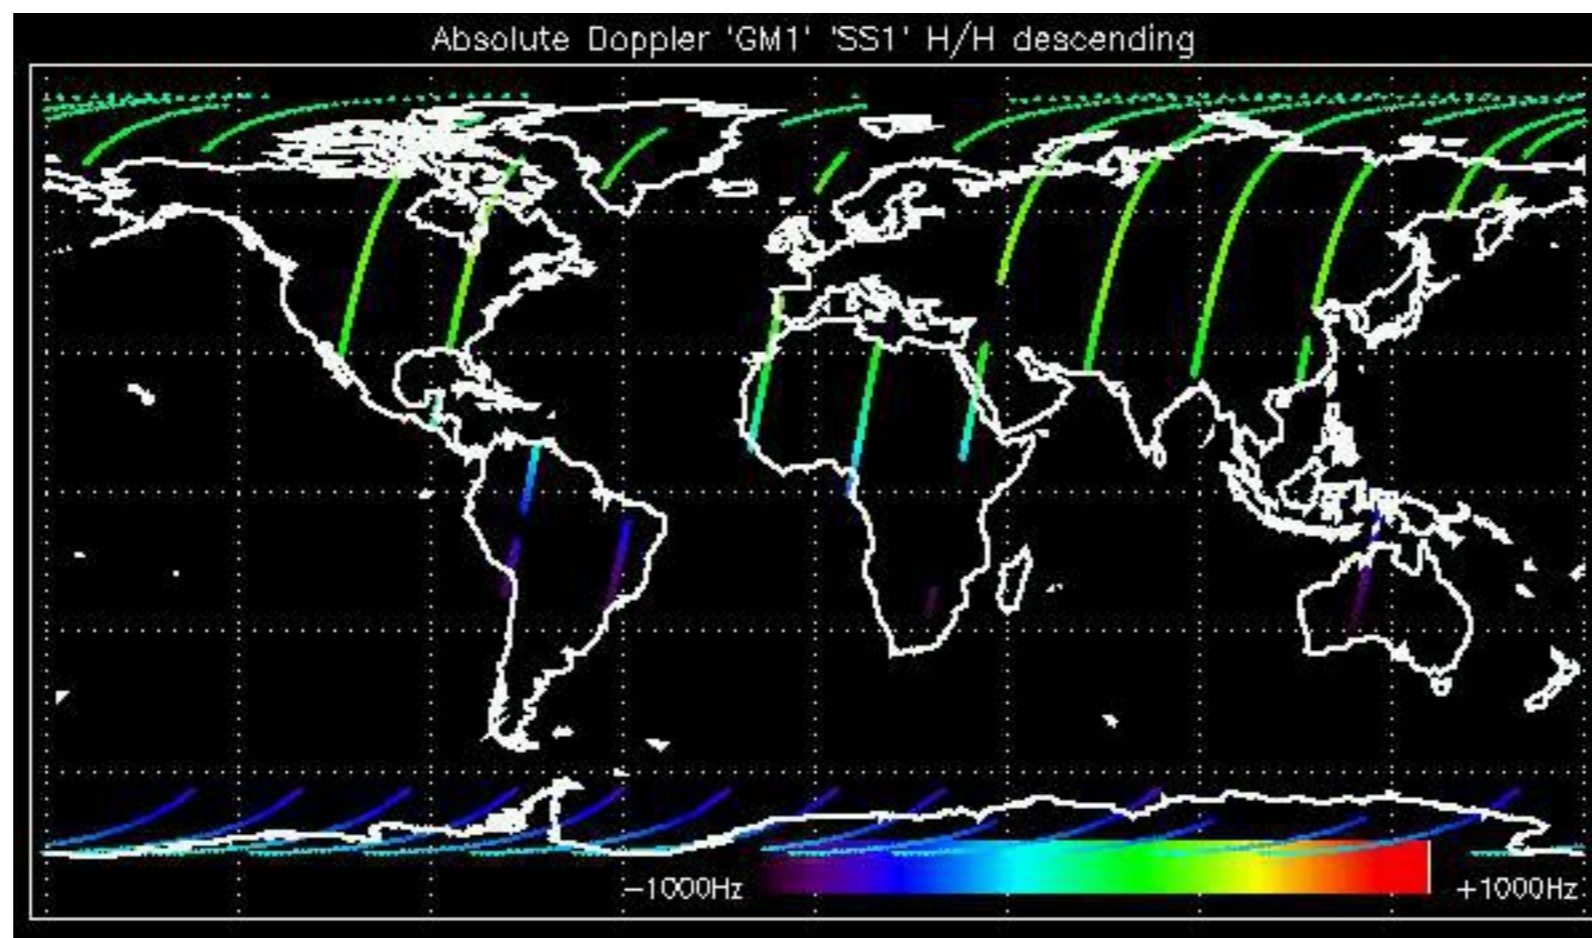 Absolute Doppler 'GM1' 'SS1' H/H descending
−1000Hz
+1000Hz